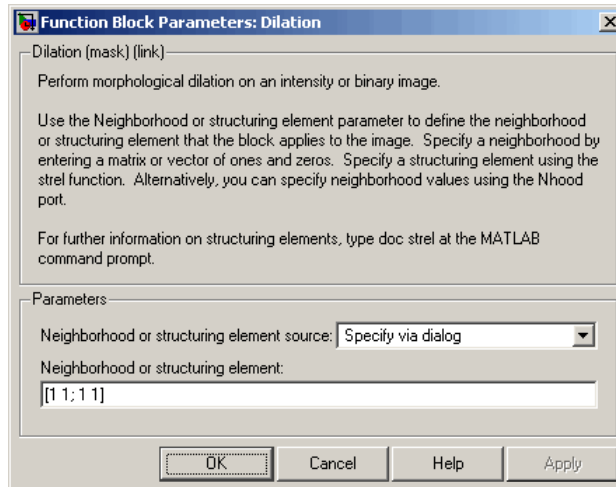 Function Block Parameters: Dilation
Dilation (mask) (link)
Perform morphological dilation on an intensity or binary image.
Use the Neighborhood or structuring element parameter to define the neighborhood
or structuring element that the block applies to the image. Specify a neighborhood by
entering a matrix or vector of ones and zeros. Specify a structuring element using the
strel function. Alternatively, you can specify neighborhood values using the Nhood
port.
For further information on structuring elements, type doc strel at the MATLAB
command prompt.
Parameters
Neighborhood or structuring element source: Specify via dialog
Neighborhood or structuring element:
[1 1; 1 1]
OK Cancel Help Apply